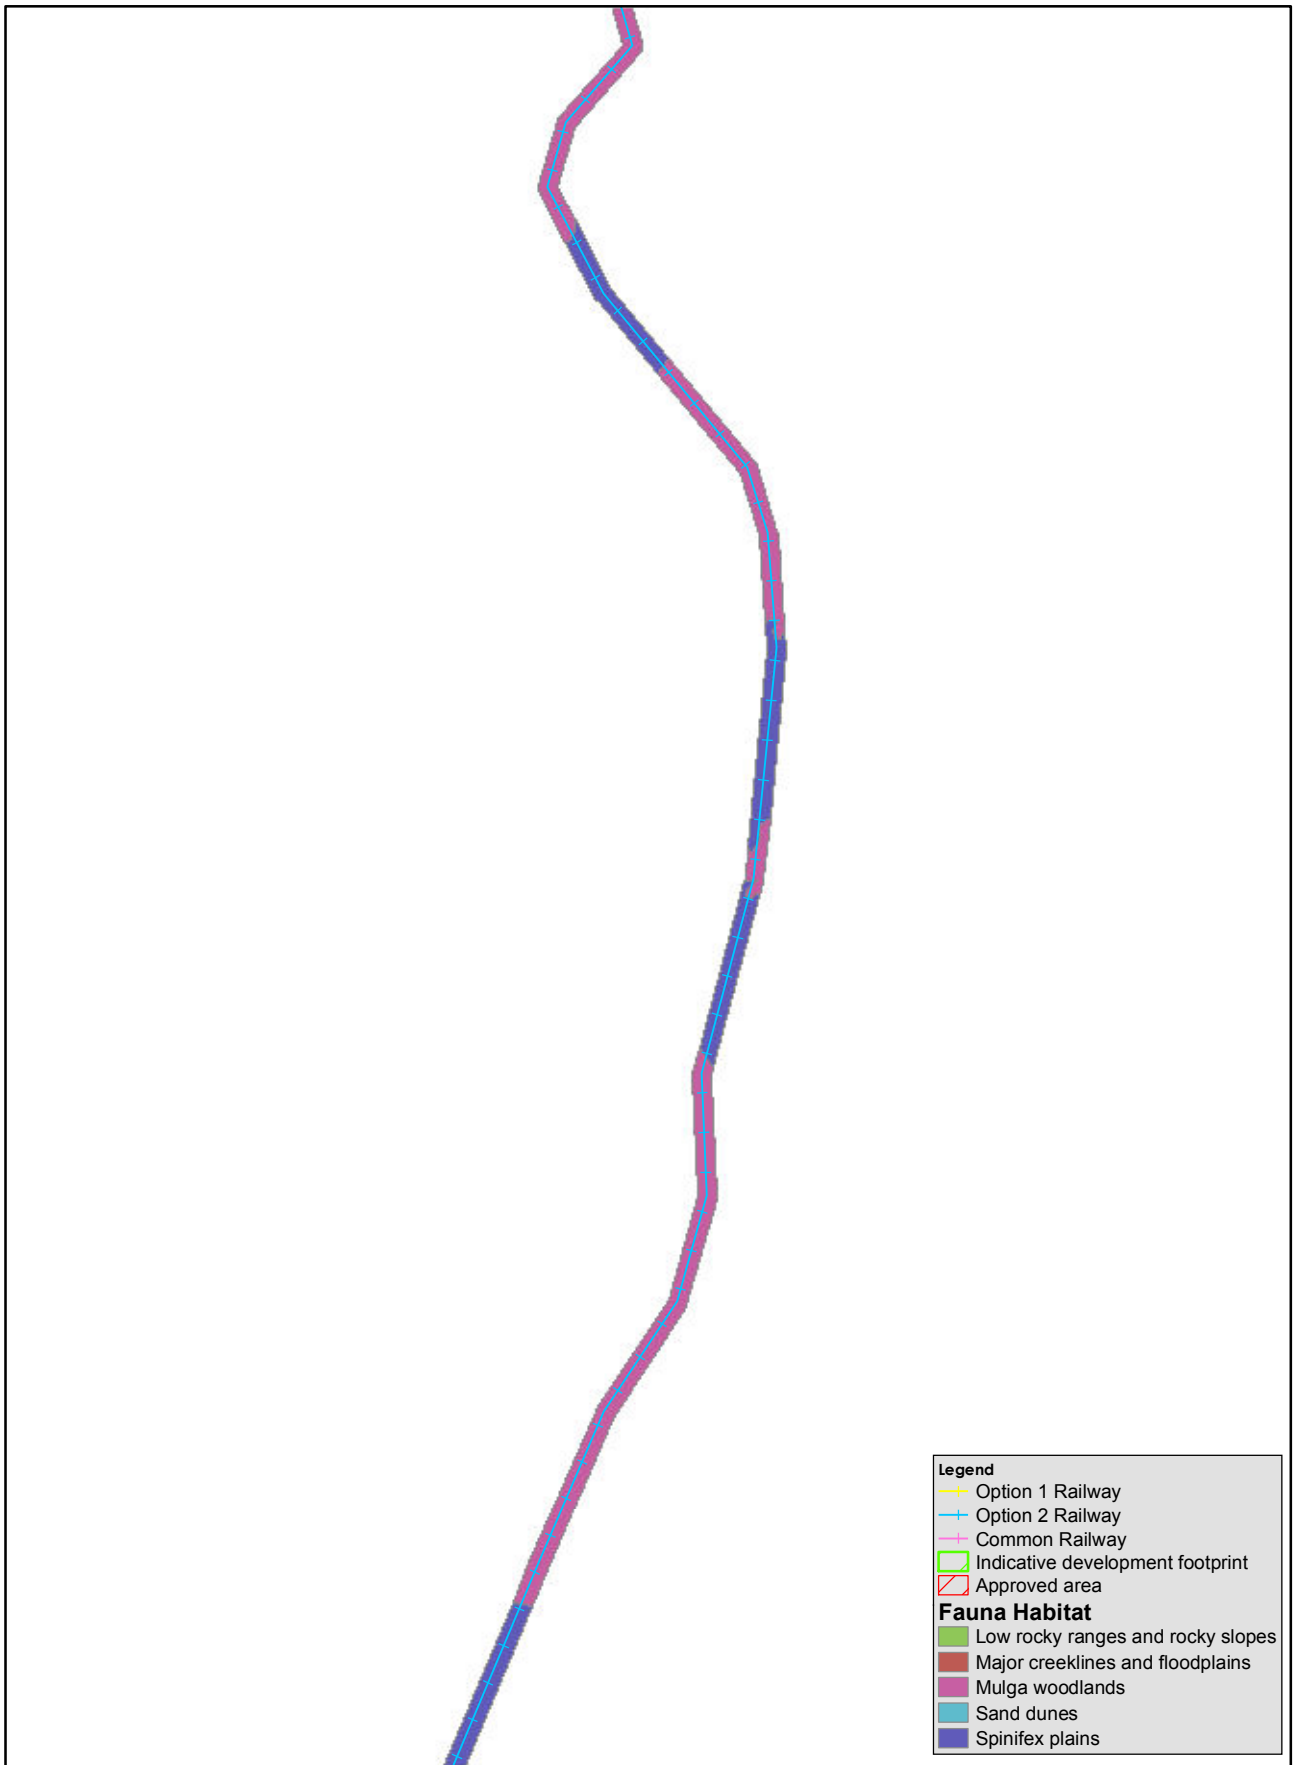 Legend
Option 1 Railway
Option 2 Railway
Common Railway
Indicative development footprint
Approved area
Fauna Habitat
Low rocky ranges and rocky slopes
Major creeklines and floodplains
Mulga woodlands
Sand dunes
Spinifex plains